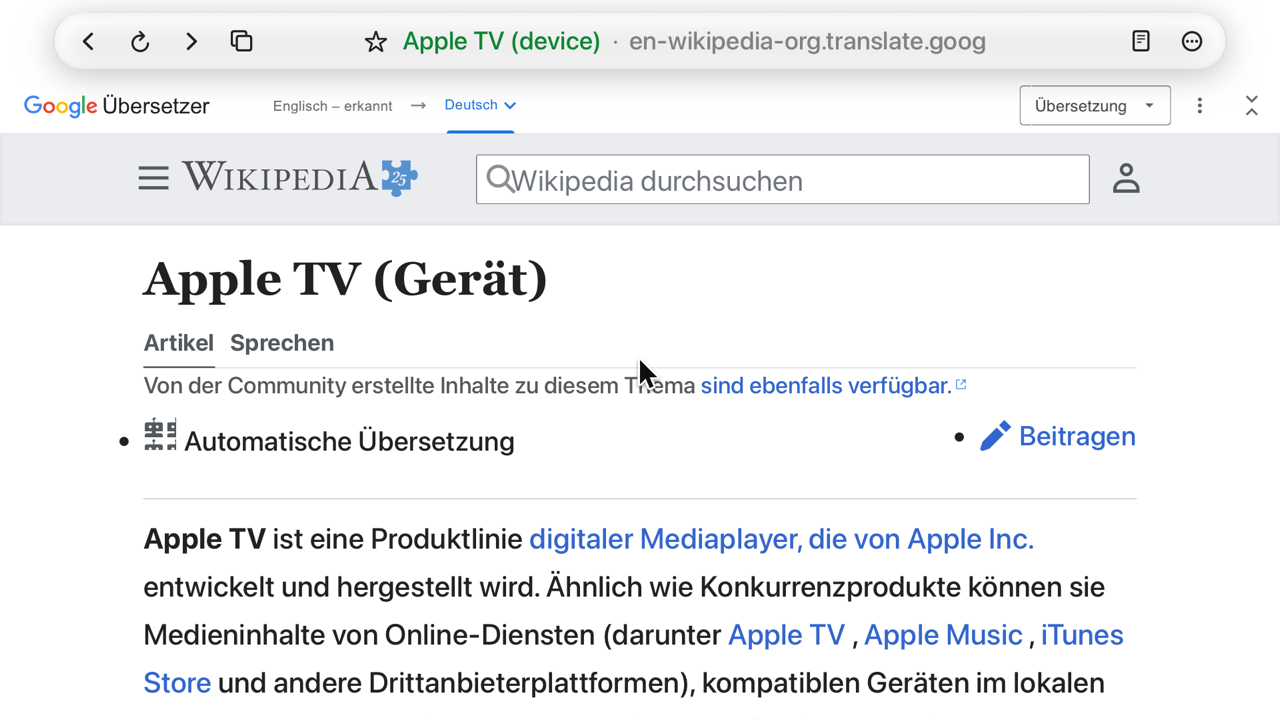 Apple TV (device) · en-wikipedia-org.translate.goog
Google Übersetzer
Englisch – erkannt → Deutsch
Übersetzung
WIKIPEDIA 25
Wikipedia durchsuchen
Apple TV (Gerät)
Artikel Sprechen
Von der Community erstellte Inhalte zu diesem Thema sind ebenfalls verfügbar.
• Automatische Übersetzung
• Beitragen
Apple TV ist eine Produktlinie digitaler Mediaplayer, die von Apple Inc.
entwickelt und hergestellt wird. Ähnlich wie Konkurrenzprodukte können sie
Medieninhalte von Online-Diensten (darunter Apple TV , Apple Music , iTunes
Store und andere Drittanbieterplattformen), kompatiblen Geräten im lokalen